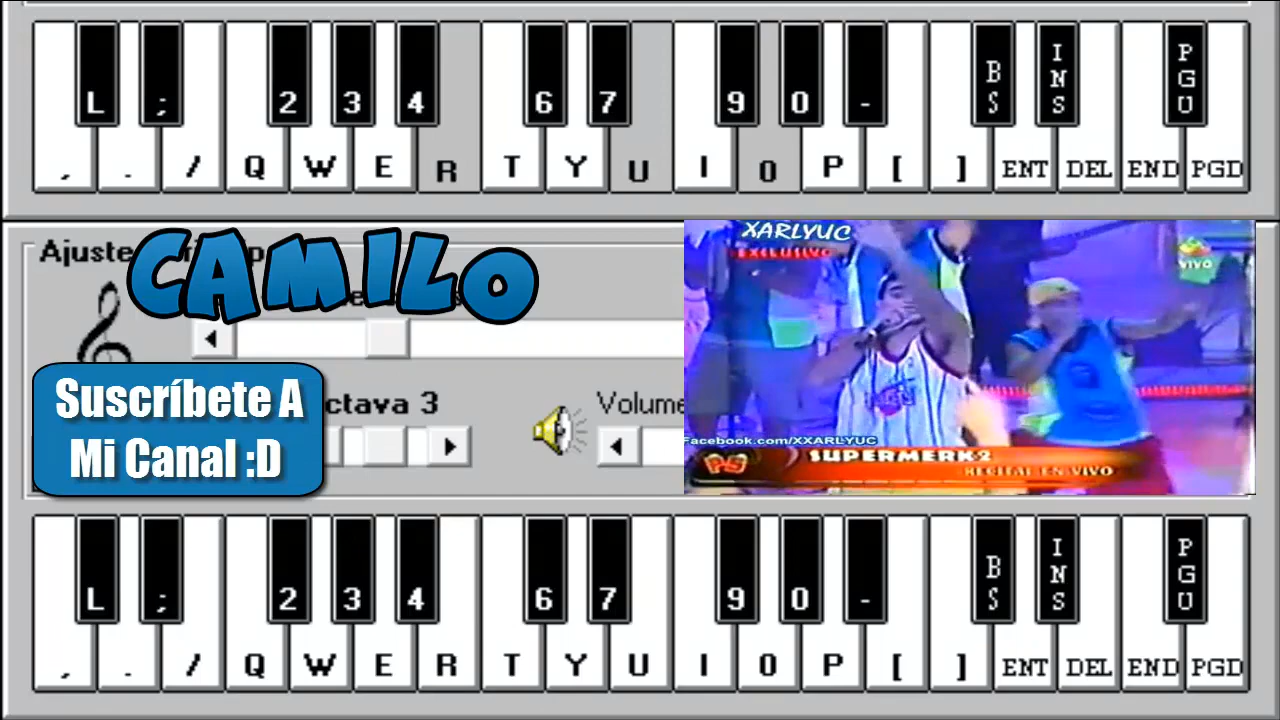 L ; 2 3 4 6 7 9 0 - BS INS PGU
, . / Q W E R T Y U I O P [ ] ENT DEL END PGD
Ajuste
CAMILO
Suscríbete A
Mi Canal :D
ctava 3
Volume
XARLYUC
EXCLUSIVO
VIVO
Facebook.com/XXARLYUC
PS
SUPERMERK2
RECITAL EN VIVO
L ; 2 3 4 6 7 9 0 - BS INS PGU
, . / Q W E R T Y U I O P [ ] ENT DEL END PGD